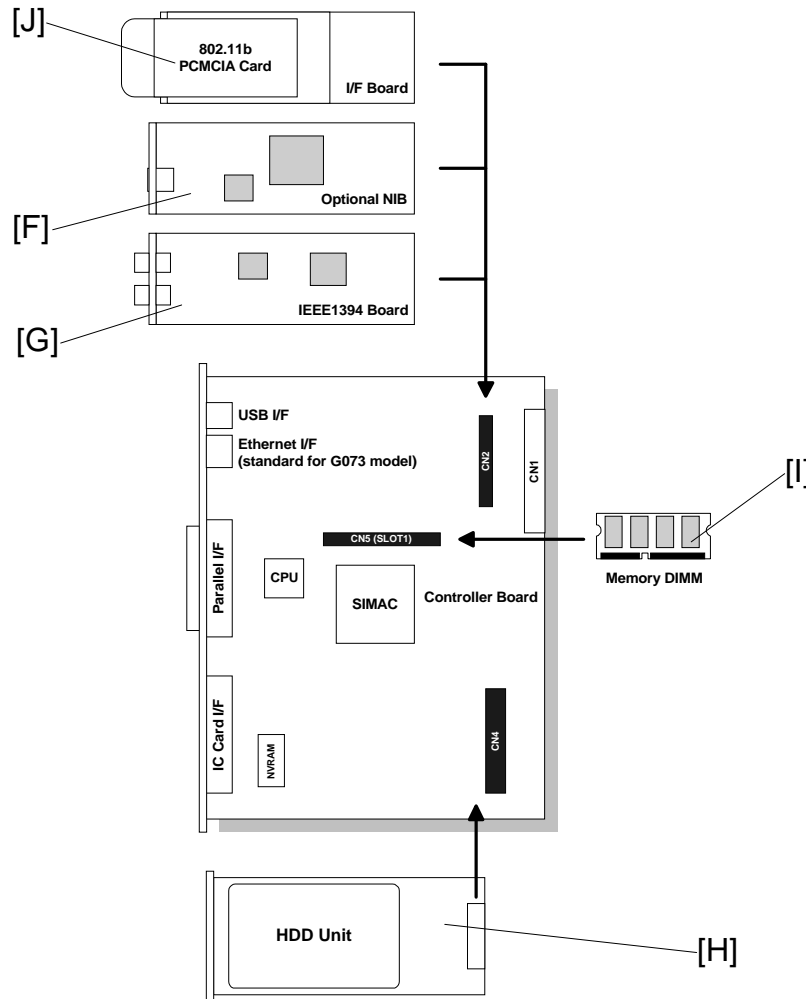 [J]
802.11b
PCMCIA Card
I/F Board
[F]
Optional NIB
[G]
IEEE1394 Board
USB I/F
Ethernet I/F
(standard for G073 model)
CN2
CN1
[I]
CN5 (SLOT1)
Memory DIMM
Parallel I/F
CPU
SIMAC
Controller Board
IC Card I/F
NVRAM
CN4
HDD Unit
[H]